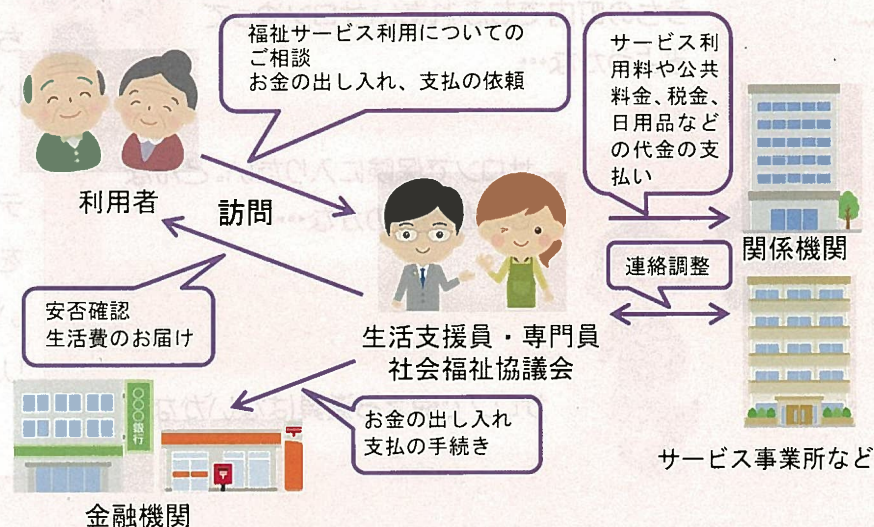 福祉サービス利用についての
ご相談
お金の出し入れ、支払の依頼
サービス利
用料や公共
料金、税金、
日用品など
の代金の支
払い
利用者
訪問
関係機関
連絡調整
安否確認
生活費のお届け
生活支援員・専門員
社会福祉協議会
〇〇〇銀行
お金の出し入れ
支払の手続き
サービス事業所など
金融機関